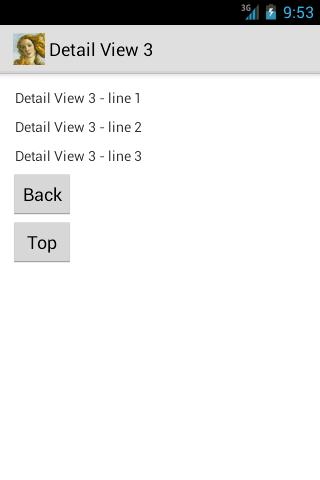 3G 9:53
Detail View 3
Detail View 3 - line 1
Detail View 3 - line 2
Detail View 3 - line 3
Back
Top